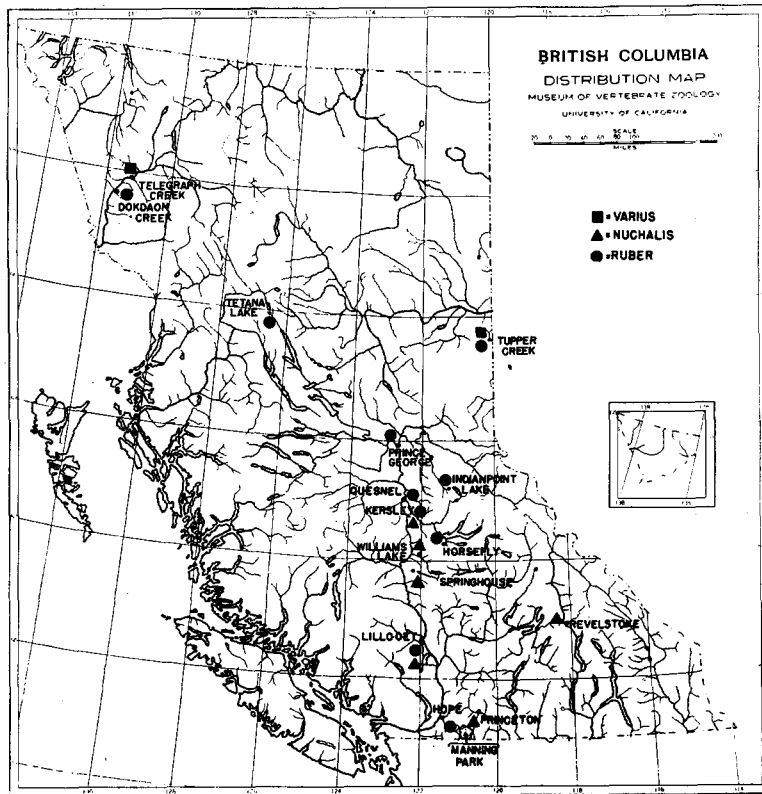 BRITISH COLUMBIA
DISTRIBUTION MAP
MUSEUM OF VERTEBRATE ZOOLOGY
UNIVERSITY OF CALIFORNIA
SCALE
MILES
■ = VARIUS
▲ = NUCHALIS
● = RUBER
TELEGRAPH
CREEK
DOKDAON
CREEK
TETANA
LAKE
TUPPER
CREEK
PRINCE
GEORGE
INDIANPOINT
LAKE
QUESNEL
KERSLEY
HORSEFLY
WILLIAMS
LAKE
SPRINGHOUSE
REVELSTOKE
LILLOOET
HOPE
PRINCETON
MANNING
PARK